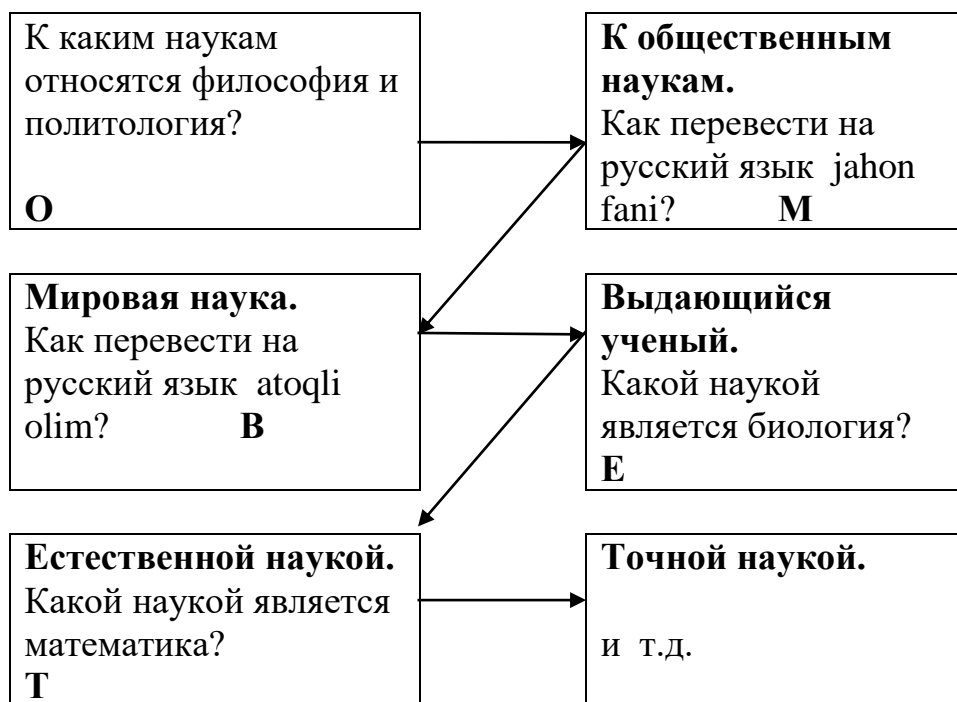 К каким наукам
относятся философия и
политология?
О
К общественным
наукам.
Как перевести на
русский язык jahon
fani? М
Мировая наука.
Как перевести на
русский язык atoqli
olim? В
Выдающийся
ученый.
Какой наукой
является биология?
Е
Естественной наукой.
Какой наукой является
математика?
Т
Точной наукой.
и т.д.